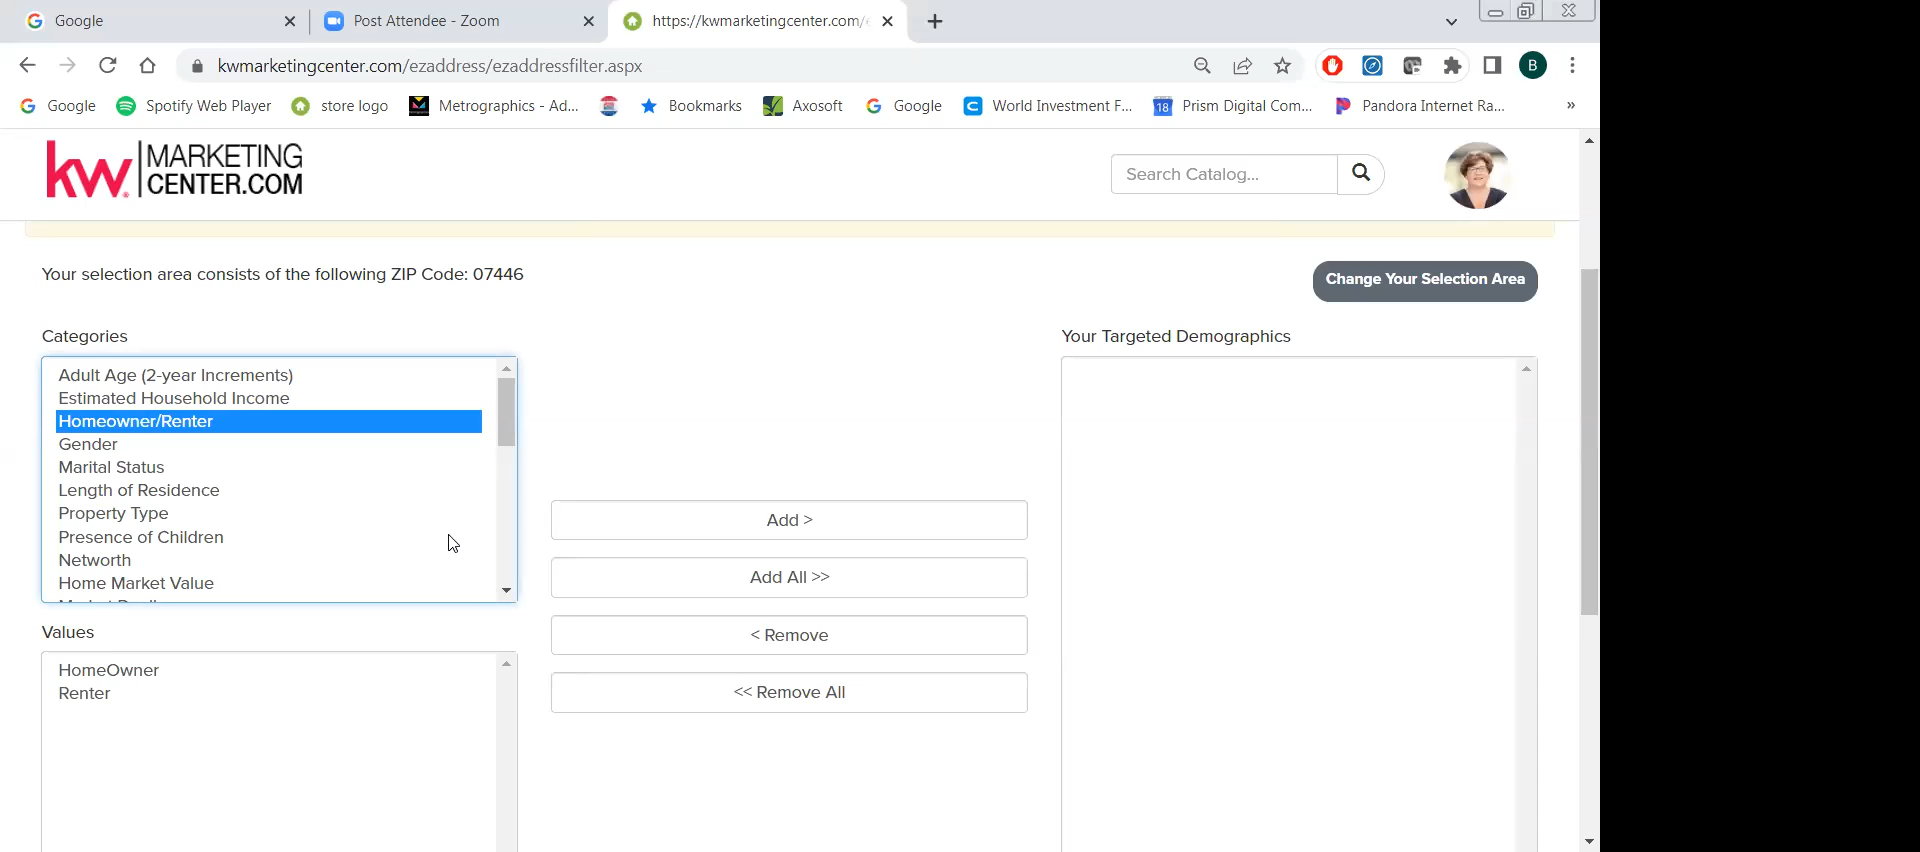 Google
Post Attendee - Zoom
https://kwmarketingcenter.com/
kwmarketingcenter.com/ezaddress/ezaddressfilter.aspx
B
Google
Spotify Web Player
store logo
Metrographics - Ad...
Bookmarks
Axosoft
Google
World Investment F...
18
Prism Digital Com...
Pandora Internet Ra...
»
kw
MARKETING
CENTER.COM
Search Catalog...
Your selection area consists of the following ZIP Code: 07446
Change Your Selection Area
Categories
Your Targeted Demographics
Adult Age (2-year Increments)
Estimated Household Income
Homeowner/Renter
Gender
Marital Status
Length of Residence
Property Type
Presence of Children
Networth
Home Market Value
Add >
Add All >>
< Remove
<< Remove All
Values
HomeOwner
Renter